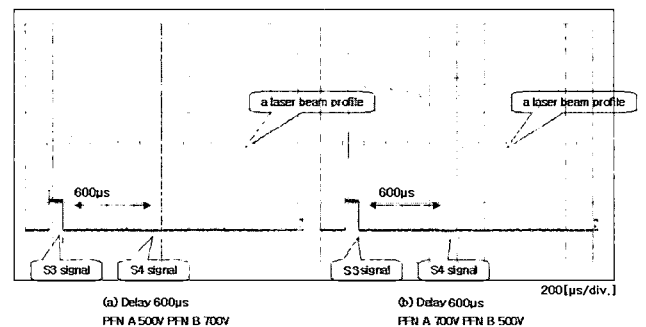 a laser beam profile
a laser beam profile
600µs
600µs
S3 signal
S4 signal
S3 signal
S4 signal
200[µs/div.]
(a) Delay 600µs
PFN A 500V PFN B 700V
(b) Delay 600µs
PFN A 700V PFN B 500V